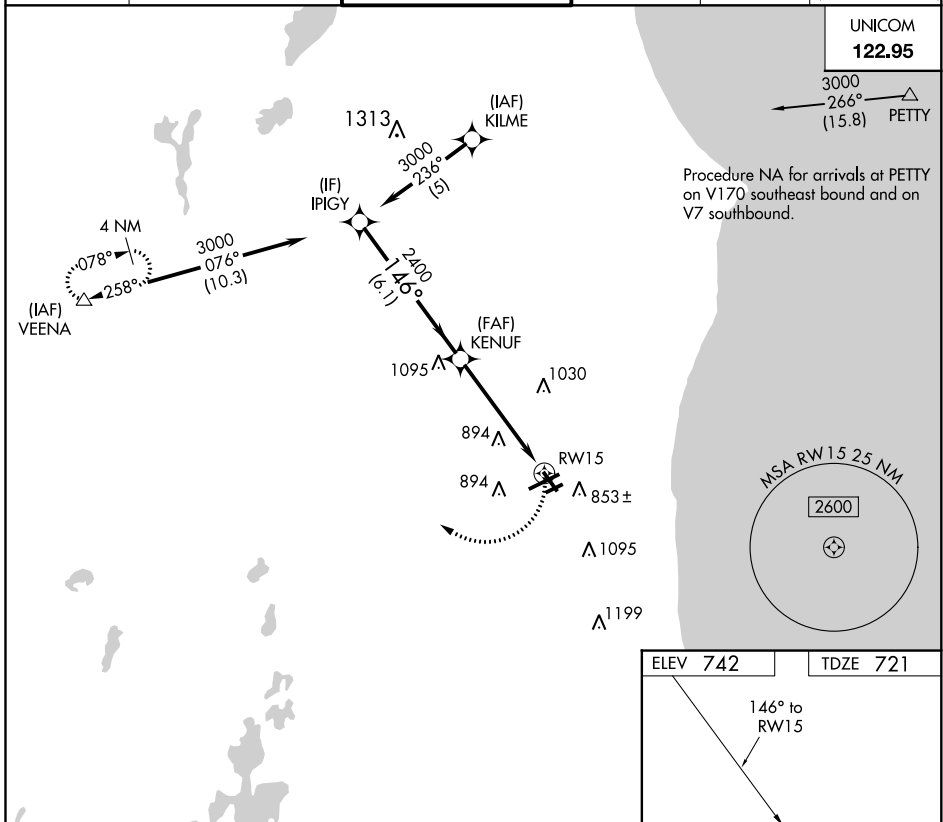 UNICOM
122.95
3000
266°
(15.8)
PETTY
Procedure NA for arrivals at PETTY
on V170 southeast bound and on
V7 southbound.
(IAF)
KILME
1313
3000
236°
(5)
(IF)
IPIGY
4 NM
078°
258°
3000
076°
(10.3)
(IAF)
VEENA
2400
146°
(6.1)
(FAF)
KENUF
1095
1030
894
RW15
894
853±
1095
1199
MSA RW15 25 NM
2600
ELEV 742
TDZE 721
146° to
RW15